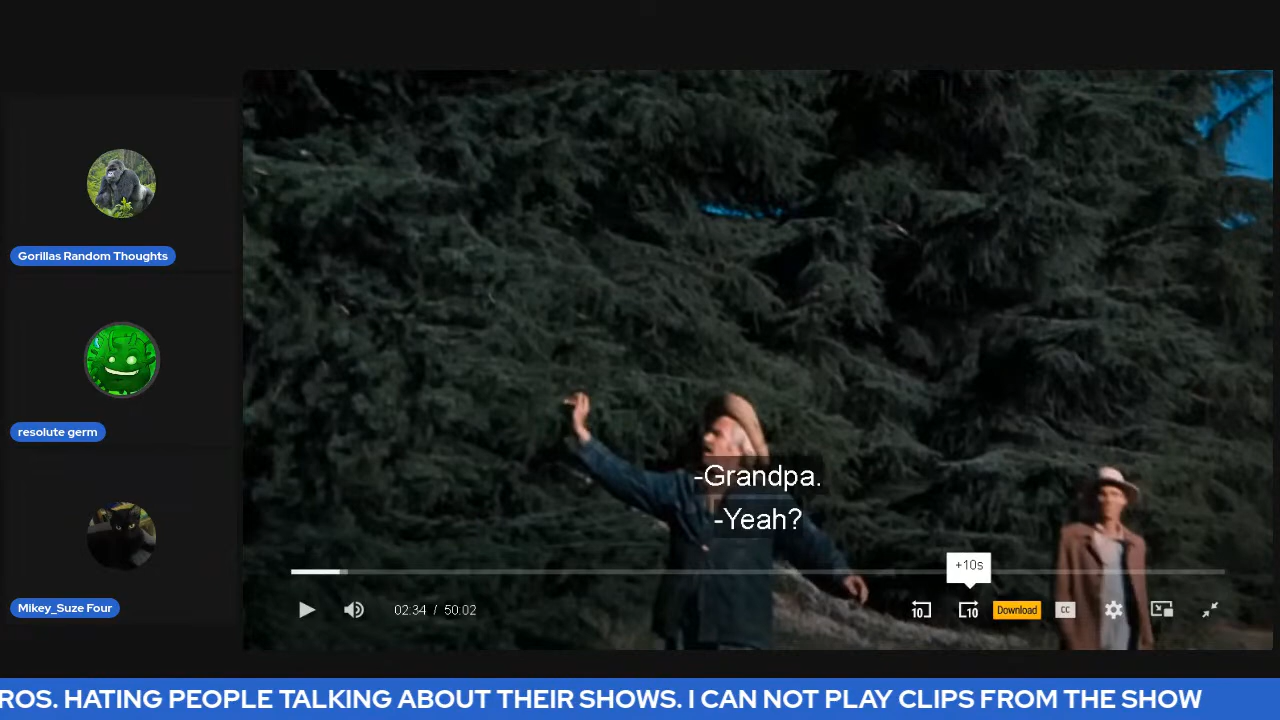 Gorillas Random Thoughts
resolute germ
Mikey_Suze Four
-Grandpa.
-Yeah?
+10s
02:34 / 50:02
10
10
Download
CC
ROS. HATING PEOPLE TALKING ABOUT THEIR SHOWS. I CAN NOT PLAY CLIPS FROM THE SHOW